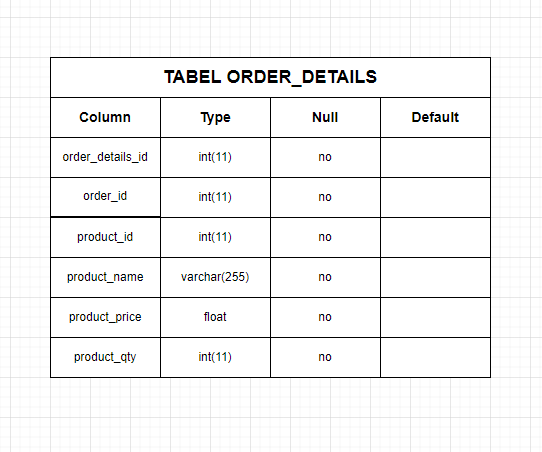 TABEL ORDER_DETAILS
Column Type Null Default
order_details_id int(11) no
order_id int(11) no
product_id int(11) no
product_name varchar(255) no
product_price float no
product_qty int(11) no